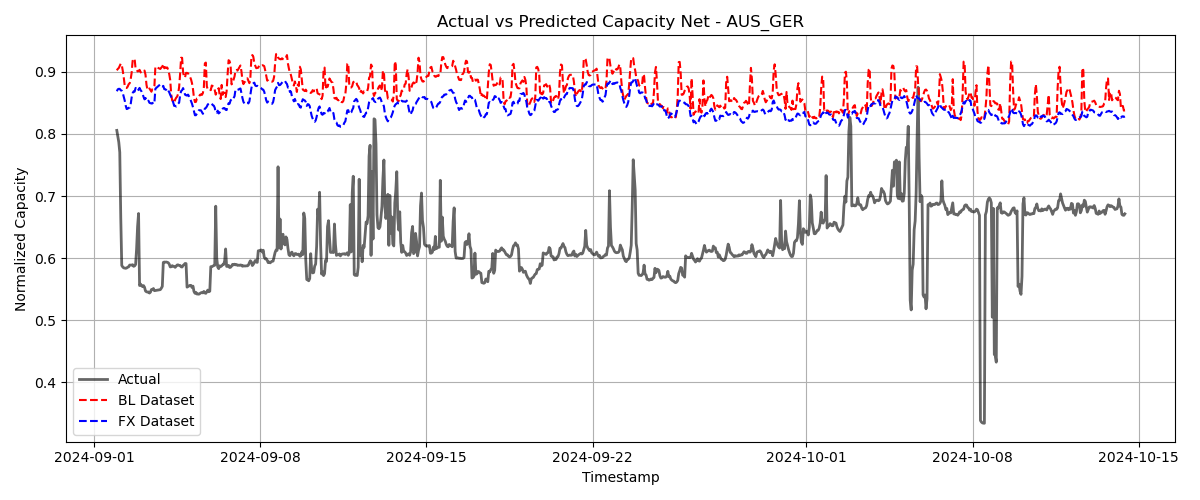 Actual vs Predicted Capacity Net - AUS_GER
Normalized Capacity
0.9
0.8
0.7
0.6
0.5
0.4
Actual
BL Dataset
FX Dataset
2024-09-01
2024-09-08
2024-09-15
2024-09-22
2024-10-01
2024-10-08
2024-10-15
Timestamp